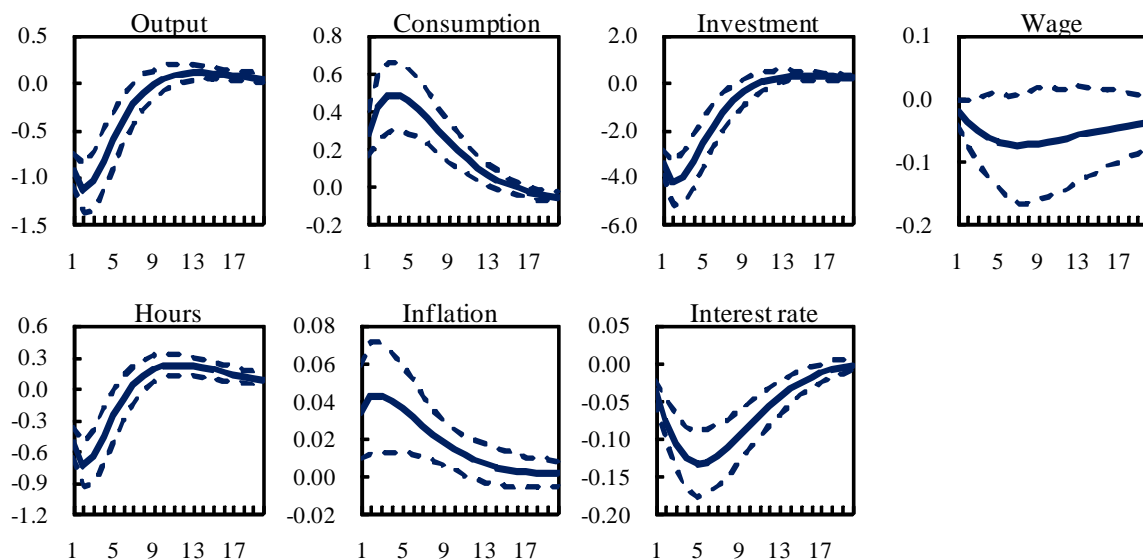 Output Consumption Investment Wage
0.5 0.8 2.0 0.1
0.0 0.6 0.0 0.0
-0.5 0.4 -2.0 -0.1
-1.0 0.2 -4.0 -0.2
-1.5 0.0 -6.0
-0.2
1 5 9 13 17 1 5 9 13 17 1 5 9 13 17 1 5 9 13 17
Hours Inflation Interest rate
0.6 0.08 0.05
0.3 0.06 0.00
0.0 0.04 -0.05
-0.3 0.02 -0.10
-0.6 0.00 -0.15
-0.9 -0.02 -0.20
-1.2
1 5 9 13 17 1 5 9 13 17 1 5 9 13 17